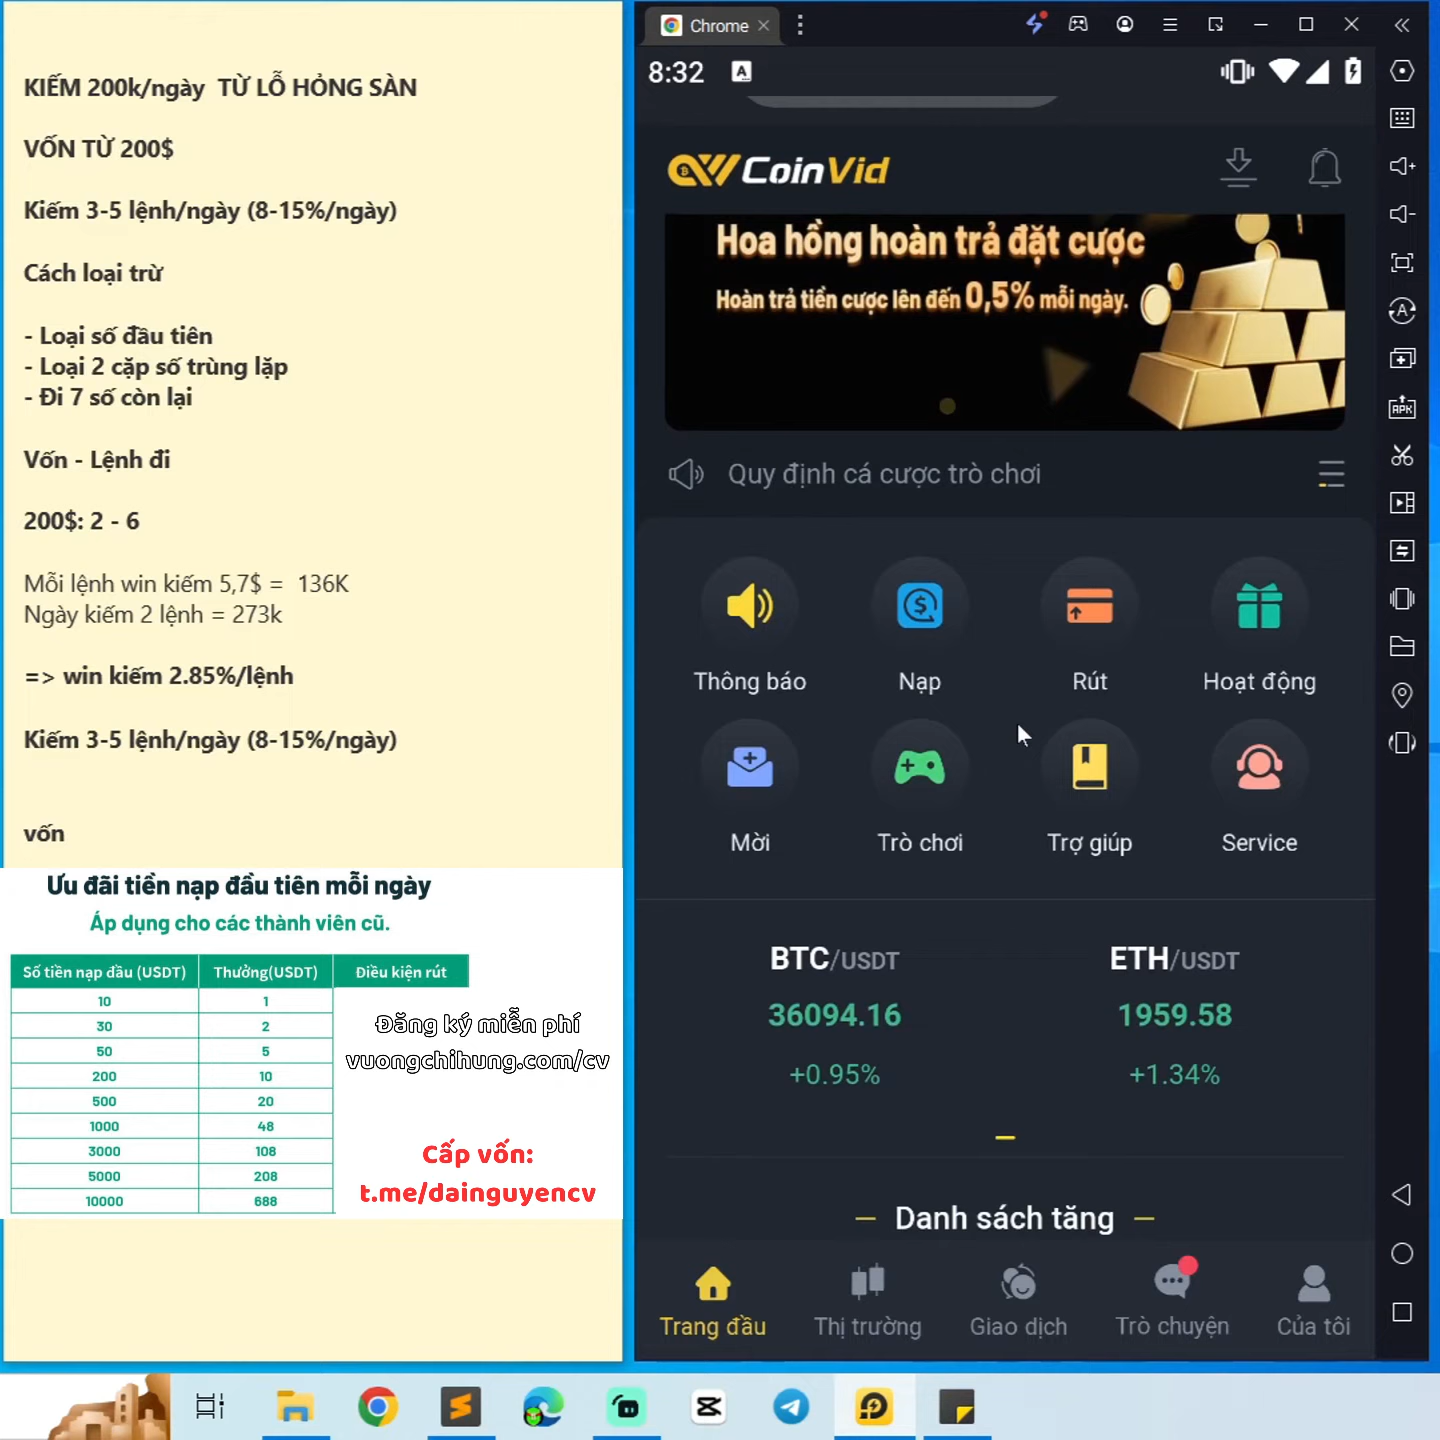 KIẾM 200k/ngày TỪ LỖ HỎNG SÀN
VỐN TỪ 200$
Kiếm 3-5 lệnh/ngày (8-15%/ngày)
Cách loại trừ
- Loại số đầu tiên
- Loại 2 cặp số trùng lặp
- Đi 7 số còn lại
Vốn - Lệnh đi
200$: 2 - 6
Mỗi lệnh win kiếm 5,7$ = 136K
Ngày kiếm 2 lệnh = 273k
=> win kiếm 2.85%/lệnh
Kiếm 3-5 lệnh/ngày (8-15%/ngày)
vốn
Ưu đãi tiền nạp đầu tiên mỗi ngày
Áp dụng cho các thành viên cũ.
Số tiền nạp đầu (USDT) Thưởng(USDT) Điều kiện rút
10 1
30 2
50 5
200 10
500 20
1000 48
3000 108
5000 208
10000 688
Đăng ký miễn phí
vuongchihung.com/cv
Cấp vốn:
t.me/dainguyencv
Chrome
8:32 A
CoinVid
Hoa hồng hoàn trả đặt cược
Hoàn trả tiền cược lên đến 0,5% mỗi ngày.
Quy định cá cược trò chơi
Thông báo Nạp Rút Hoạt động
Mời Trò chơi Trợ giúp Service
BTC/USDT ETH/USDT
36094.16 1959.58
+0.95% +1.34%
Danh sách tăng
Trang đầu Thị trường Giao dịch Trò chuyện Của tôi
A
APK